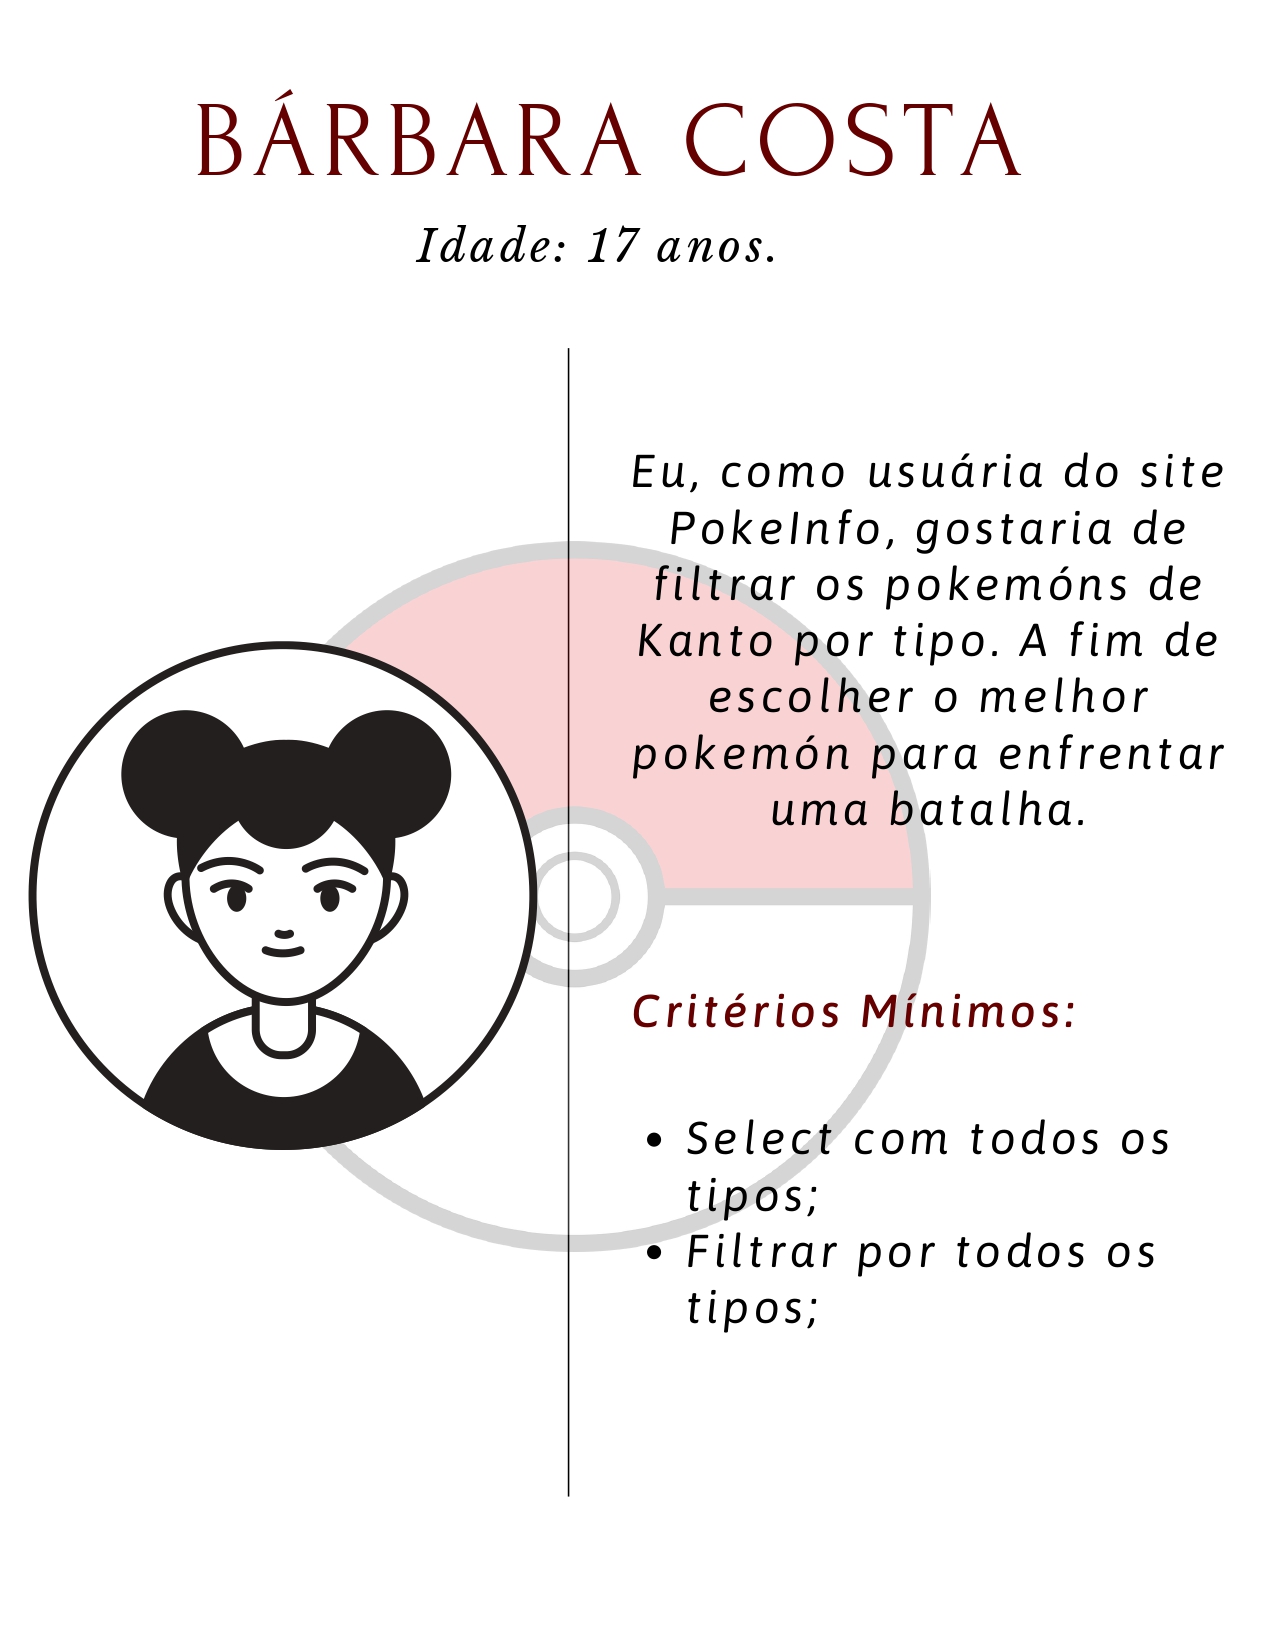 BÁRBARA COSTA
Idade: 17 anos.
Eu, como usuária do site
PokeInfo, gostaria de
filtrar os pokemóns de
Kanto por tipo. A fim de
escolher o melhor
pokemón para enfrentar
uma batalha.
Critérios Mínimos:
• Select com todos os
tipos;
• Filtrar por todos os
tipos;